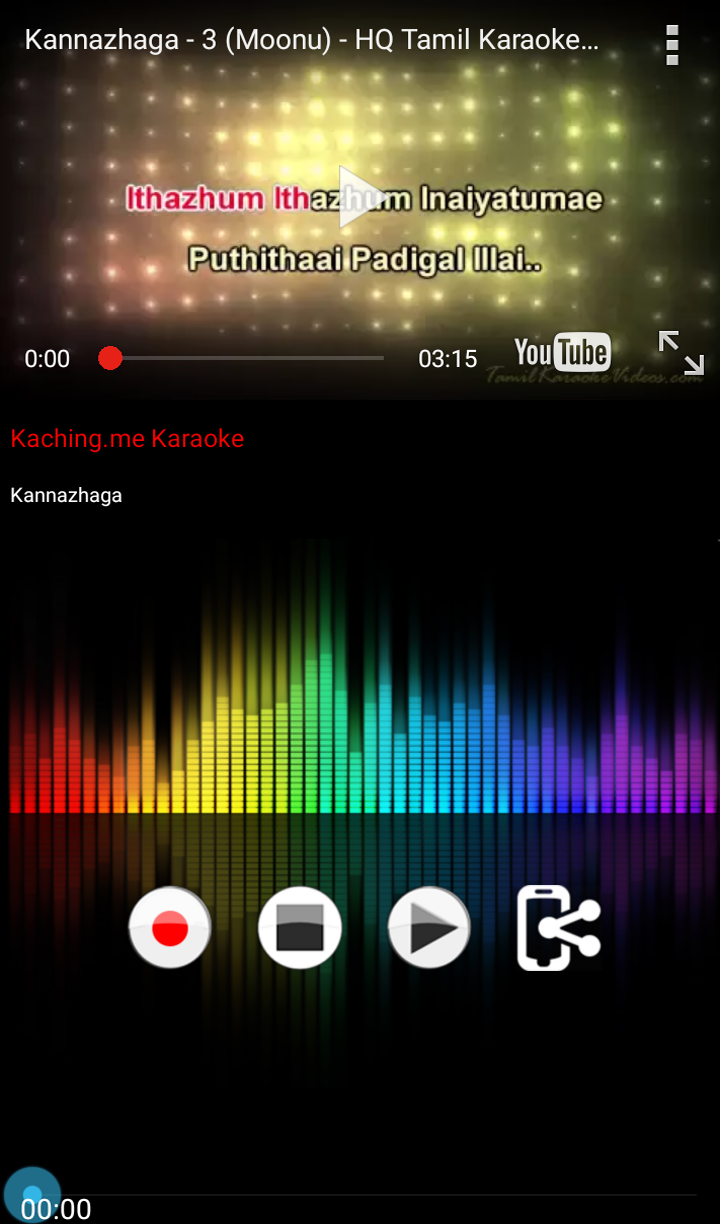 Kannazhaga - 3 (Moonu) - HQ Tamil Karaoke...
Ithazhum Ithazhum Inaiyatumae
Puthithaai Padigal Illai..
0:00
03:15
YouTube
TamilKaraokeVideos.com
Kaching.me Karaoke
Kannazhaga
00:00